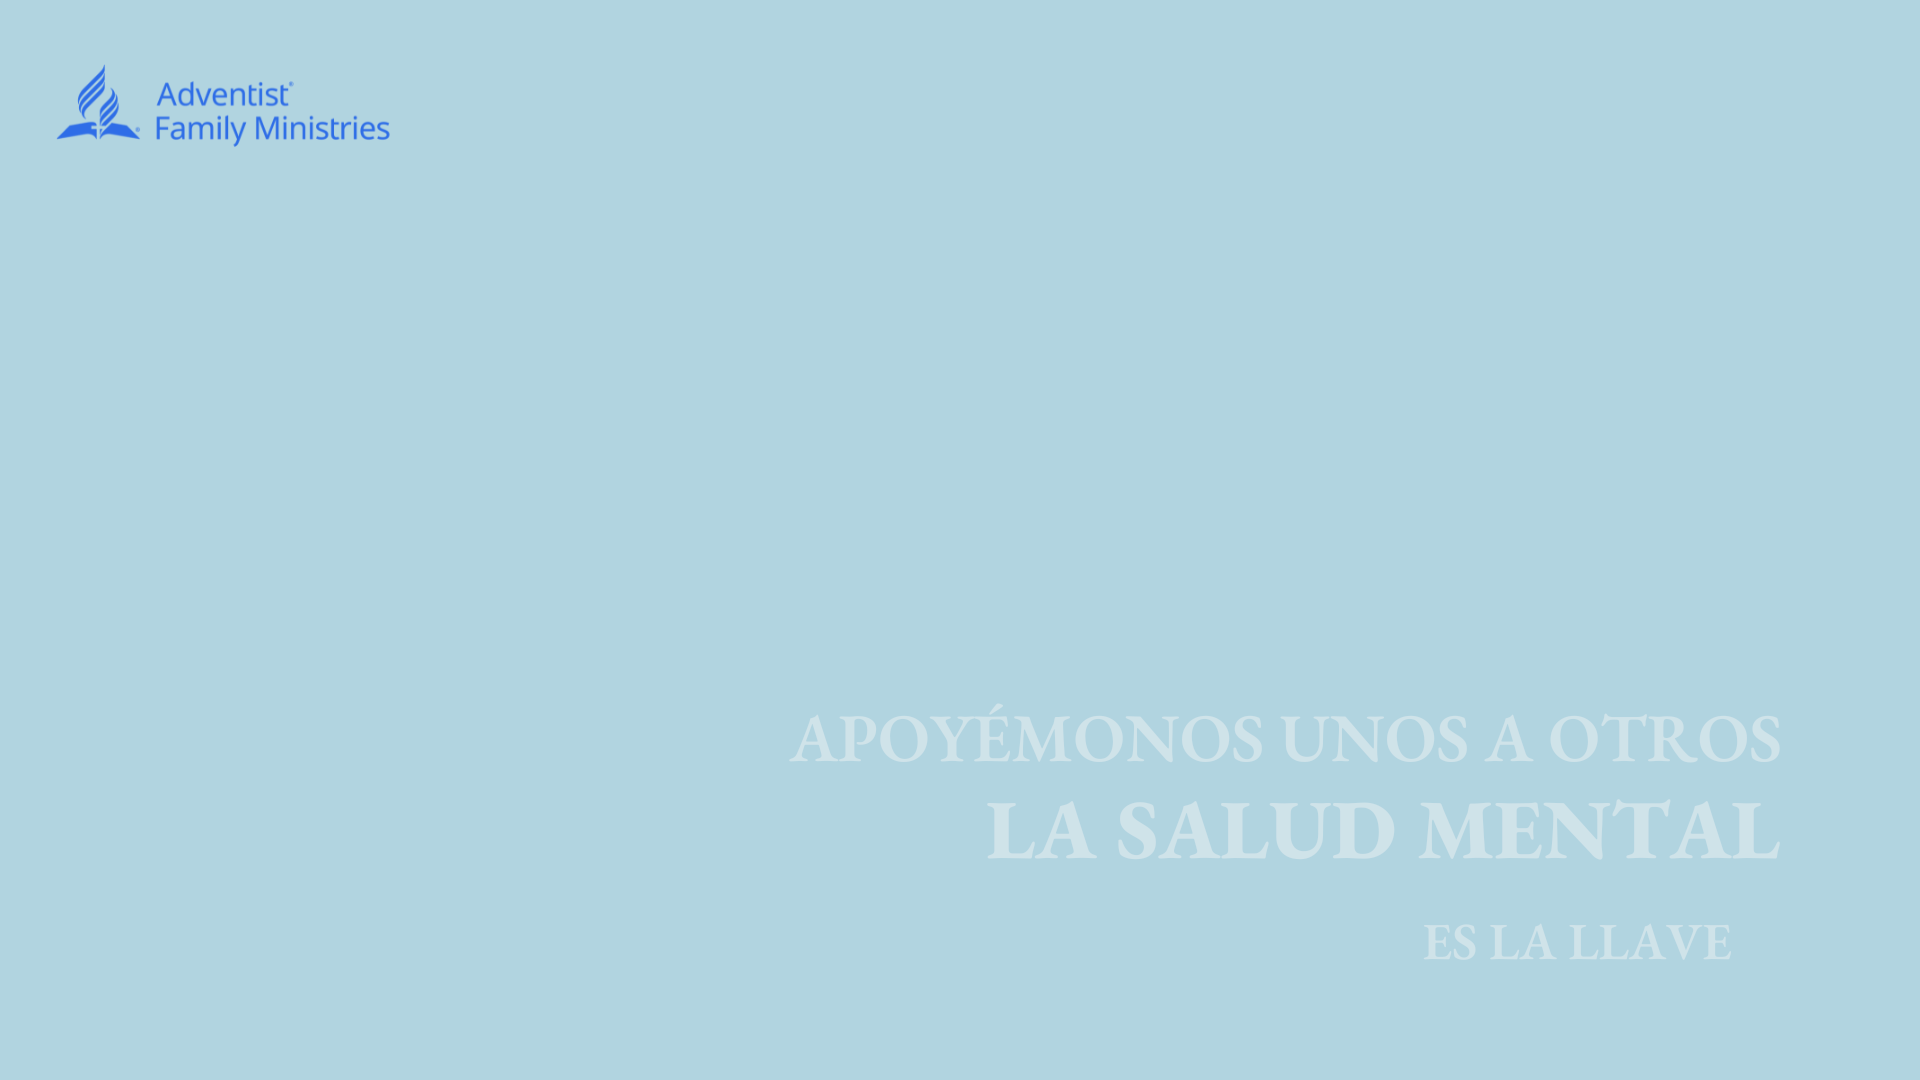 Adventist®
Family Ministries
APOYÉMONOS UNOS A OTROS
LA SALUD MENTAL
ES LA LLAVE